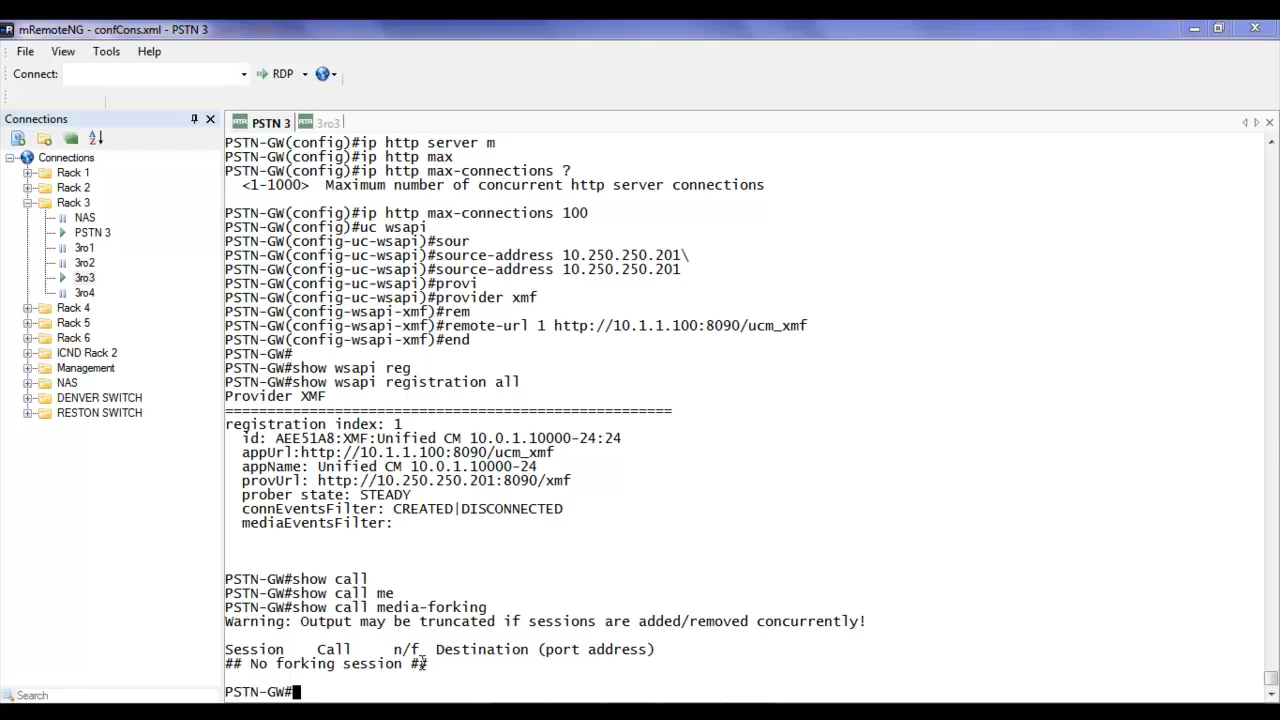 mRemoteNG - confCons.xml - PSTN 3
File View Tools Help
Connect: RDP
Connections
PSTN 3 3ro3
Connections
Rack 1
Rack 2
Rack 3
NAS
PSTN 3
3ro1
3ro2
3ro3
3ro4
Rack 4
Rack 5
Rack 6
ICND Rack 2
Management
NAS
DENVER SWITCH
RESTON SWITCH
Search
PSTN-GW(config)#ip http server m
PSTN-GW(config)#ip http max
PSTN-GW(config)#ip http max-connections ?
<1-1000> Maximum number of concurrent http server connections
PSTN-GW(config)#ip http max-connections 100
PSTN-GW(config)#uc wsapi
PSTN-GW(config-uc-wsapi)#sour
PSTN-GW(config-uc-wsapi)#source-address 10.250.250.201\
PSTN-GW(config-uc-wsapi)#source-address 10.250.250.201
PSTN-GW(config-uc-wsapi)#provi
PSTN-GW(config-uc-wsapi)#provider xmf
PSTN-GW(config-wsapi-xmf)#rem
PSTN-GW(config-wsapi-xmf)#remote-url 1 http://10.1.1.100:8090/ucm_xmf
PSTN-GW(config-wsapi-xmf)#end
PSTN-GW#
PSTN-GW#show wsapi reg
PSTN-GW#show wsapi registration all
Provider XMF
=====================================================
registration index: 1
id: AEE51A8:XMF:Unified CM 10.0.1.10000-24:24
appUrl:http://10.1.1.100:8090/ucm_xmf
appName: Unified CM 10.0.1.10000-24
provUrl: http://10.250.250.201:8090/xmf
prober state: STEADY
connEventsFilter: CREATED|DISCONNECTED
mediaEventsFilter:
PSTN-GW#show call
PSTN-GW#show call me
PSTN-GW#show call media-forking
Warning: Output may be truncated if sessions are added/removed concurrently!
Session Call n/f Destination (port address)
## No forking session ##
PSTN-GW#